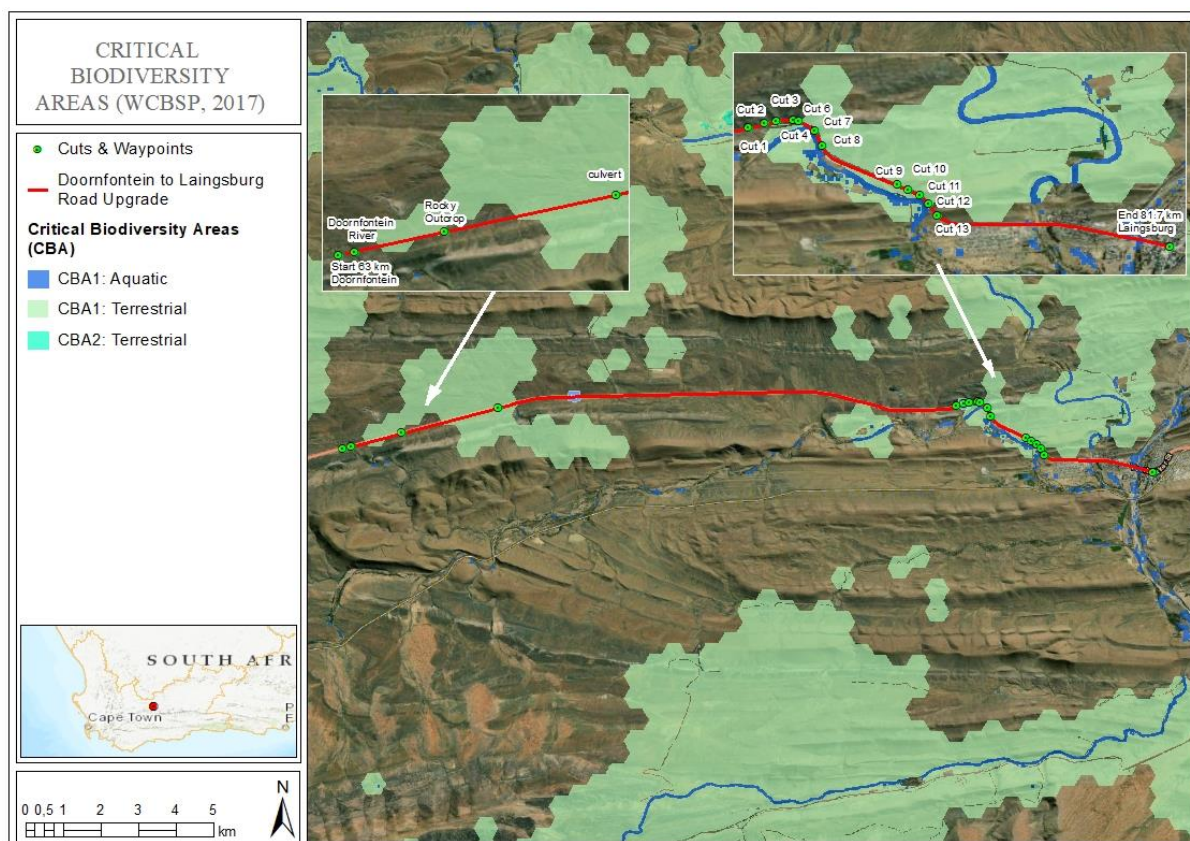 CRITICAL
BIODIVERSITY
AREAS (WCBSP, 2017)
Cuts & Waypoints
Doornfontein to Laingsburg
Road Upgrade
Critical Biodiversity Areas
(CBA)
CBA1: Aquatic
CBA1: Terrestrial
CBA2: Terrestrial
SOUTH AFR
Cape Town
P
E
0 0,5 1 2 3 4 5
km
N
culvert
Rocky
Outcrop
Doornfontein
River
Start 63 km
Doornfontein
Cut 1
Cut 2
Cut 3
Cut 4
Cut 6
Cut 7
Cut 8
Cut 9
Cut 10
Cut 11
Cut 12
Cut 13
End 81.7 km
Laingsburg